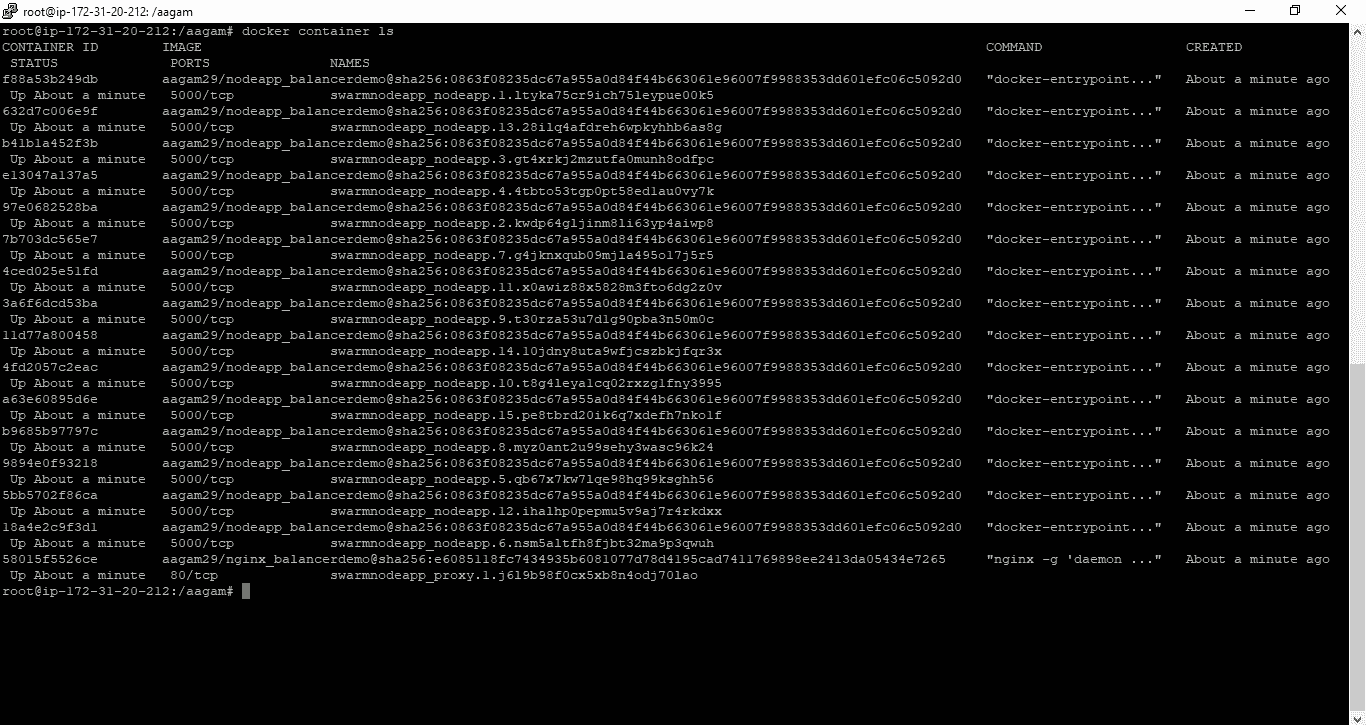 root@ip-172-31-20-212: /aagam
root@ip-172-31-20-212:/aagam# docker container ls
CONTAINER ID IMAGE COMMAND CREATED
STATUS PORTS NAMES
f88a53b249db aagam29/nodeapp_balancerdemo@sha256:0863f08235dc67a955a0d84f44b663061e96007f9988353dd601efc06c5092d0 "docker-entrypoint..." About a minute ago
Up About a minute 5000/tcp swarmnodeapp_nodeapp.1.ltyka75cr9ich75leypue00k5
632d7c006e9f aagam29/nodeapp_balancerdemo@sha256:0863f08235dc67a955a0d84f44b663061e96007f9988353dd601efc06c5092d0 "docker-entrypoint..." About a minute ago
Up About a minute 5000/tcp swarmnodeapp_nodeapp.13.28i1q4afdreh6wpkyhhb6as8g
b41b1a452f3b aagam29/nodeapp_balancerdemo@sha256:0863f08235dc67a955a0d84f44b663061e96007f9988353dd601efc06c5092d0 "docker-entrypoint..." About a minute ago
Up About a minute 5000/tcp swarmnodeapp_nodeapp.3.gt4xrkj2mzutfa0munh8odfpc
e13047a137a5 aagam29/nodeapp_balancerdemo@sha256:0863f08235dc67a955a0d84f44b663061e96007f9988353dd601efc06c5092d0 "docker-entrypoint..." About a minute ago
Up About a minute 5000/tcp swarmnodeapp_nodeapp.4.4tbto53tgp0pt58ed1au0vy7k
97e0682528ba aagam29/nodeapp_balancerdemo@sha256:0863f08235dc67a955a0d84f44b663061e96007f9988353dd601efc06c5092d0 "docker-entrypoint..." About a minute ago
Up About a minute 5000/tcp swarmnodeapp_nodeapp.2.kwdp64gljinm8li63yp4aiwp8
7b703dc565e7 aagam29/nodeapp_balancerdemo@sha256:0863f08235dc67a955a0d84f44b663061e96007f9988353dd601efc06c5092d0 "docker-entrypoint..." About a minute ago
Up About a minute 5000/tcp swarmnodeapp_nodeapp.7.g4jknxqub09mjla495ol7j5r5
4ced025e51fd aagam29/nodeapp_balancerdemo@sha256:0863f08235dc67a955a0d84f44b663061e96007f9988353dd601efc06c5092d0 "docker-entrypoint..." About a minute ago
Up About a minute 5000/tcp swarmnodeapp_nodeapp.11.x0awiz88x5828m3fto6dg2z0v
3a6f6dcd53ba aagam29/nodeapp_balancerdemo@sha256:0863f08235dc67a955a0d84f44b663061e96007f9988353dd601efc06c5092d0 "docker-entrypoint..." About a minute ago
Up About a minute 5000/tcp swarmnodeapp_nodeapp.9.t30rza53u7d1g90pba3n50m0c
11d77a800458 aagam29/nodeapp_balancerdemo@sha256:0863f08235dc67a955a0d84f44b663061e96007f9988353dd601efc06c5092d0 "docker-entrypoint..." About a minute ago
Up About a minute 5000/tcp swarmnodeapp_nodeapp.14.10jdny8uta9wfjcszbkjfqr3x
4fd2057c2eac aagam29/nodeapp_balancerdemo@sha256:0863f08235dc67a955a0d84f44b663061e96007f9988353dd601efc06c5092d0 "docker-entrypoint..." About a minute ago
Up About a minute 5000/tcp swarmnodeapp_nodeapp.10.t8g4leya1cq02rxzglfny3995
a63e60895d6e aagam29/nodeapp_balancerdemo@sha256:0863f08235dc67a955a0d84f44b663061e96007f9988353dd601efc06c5092d0 "docker-entrypoint..." About a minute ago
Up About a minute 5000/tcp swarmnodeapp_nodeapp.15.pe8tbrd20ik6q7xdefh7nkolf
b9685b97797c aagam29/nodeapp_balancerdemo@sha256:0863f08235dc67a955a0d84f44b663061e96007f9988353dd601efc06c5092d0 "docker-entrypoint..." About a minute ago
Up About a minute 5000/tcp swarmnodeapp_nodeapp.8.myz0ant2u99sehy3wasc96k24
9894e0f93218 aagam29/nodeapp_balancerdemo@sha256:0863f08235dc67a955a0d84f44b663061e96007f9988353dd601efc06c5092d0 "docker-entrypoint..." About a minute ago
Up About a minute 5000/tcp swarmnodeapp_nodeapp.5.qb67x7kw7lqe98hq99ksghh56
5bb5702f86ca aagam29/nodeapp_balancerdemo@sha256:0863f08235dc67a955a0d84f44b663061e96007f9988353dd601efc06c5092d0 "docker-entrypoint..." About a minute ago
Up About a minute 5000/tcp swarmnodeapp_nodeapp.12.iha1hp0pepmu5v9aj7r4rkdxx
18a4e2c9f3d1 aagam29/nodeapp_balancerdemo@sha256:0863f08235dc67a955a0d84f44b663061e96007f9988353dd601efc06c5092d0 "docker-entrypoint..." About a minute ago
Up About a minute 5000/tcp swarmnodeapp_nodeapp.6.nsm5altfh8fjbt32ma9p3qwuh
58015f5526ce aagam29/nginx_balancerdemo@sha256:e6085118fc7434935b6081077d78d4195cad7411769898ee2413da05434e7265 "nginx -g 'daemon ..." About a minute ago
Up About a minute 80/tcp swarmnodeapp_proxy.1.j619b98f0cx5xb8n4odj701ao
root@ip-172-31-20-212:/aagam#